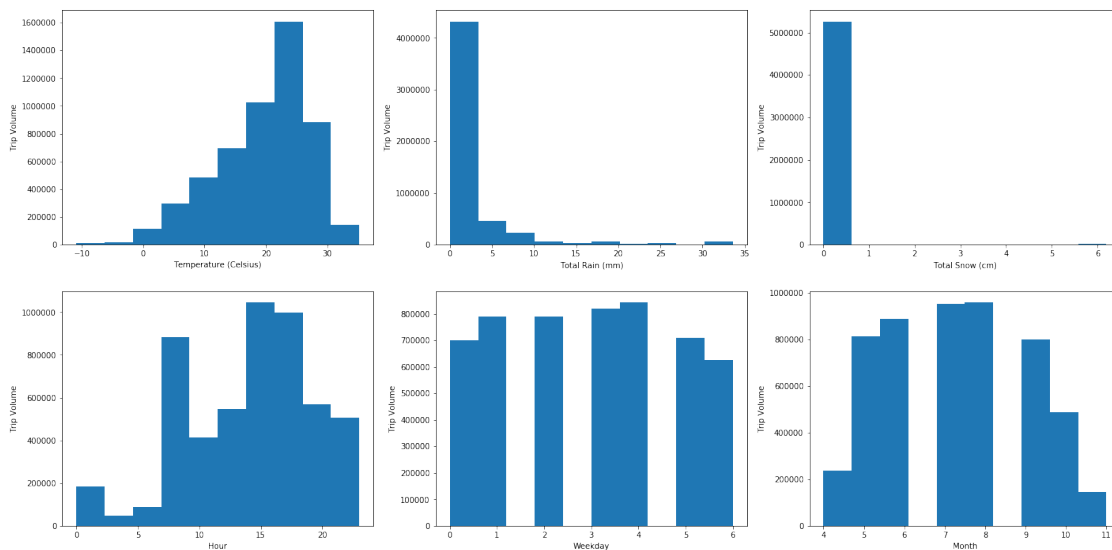 1600000
1400000
1200000
1000000
800000
600000
400000
200000
0
Trip Volume
−10 0 10 20 30
Temperature (Celsius)
4000000
3000000
2000000
1000000
0
Trip Volume
0 5 10 15 20 25 30 35
Total Rain (mm)
5000000
4000000
3000000
2000000
1000000
0
Trip Volume
0 1 2 3 4 5 6
Total Snow (cm)
1000000
800000
600000
400000
200000
0
Trip Volume
0 5 10 15 20
Hour
800000
700000
600000
500000
400000
300000
200000
100000
0
Trip Volume
0 1 2 3 4 5 6
Weekday
1000000
800000
600000
400000
200000
0
Trip Volume
4 5 6 7 8 9 10 11
Month